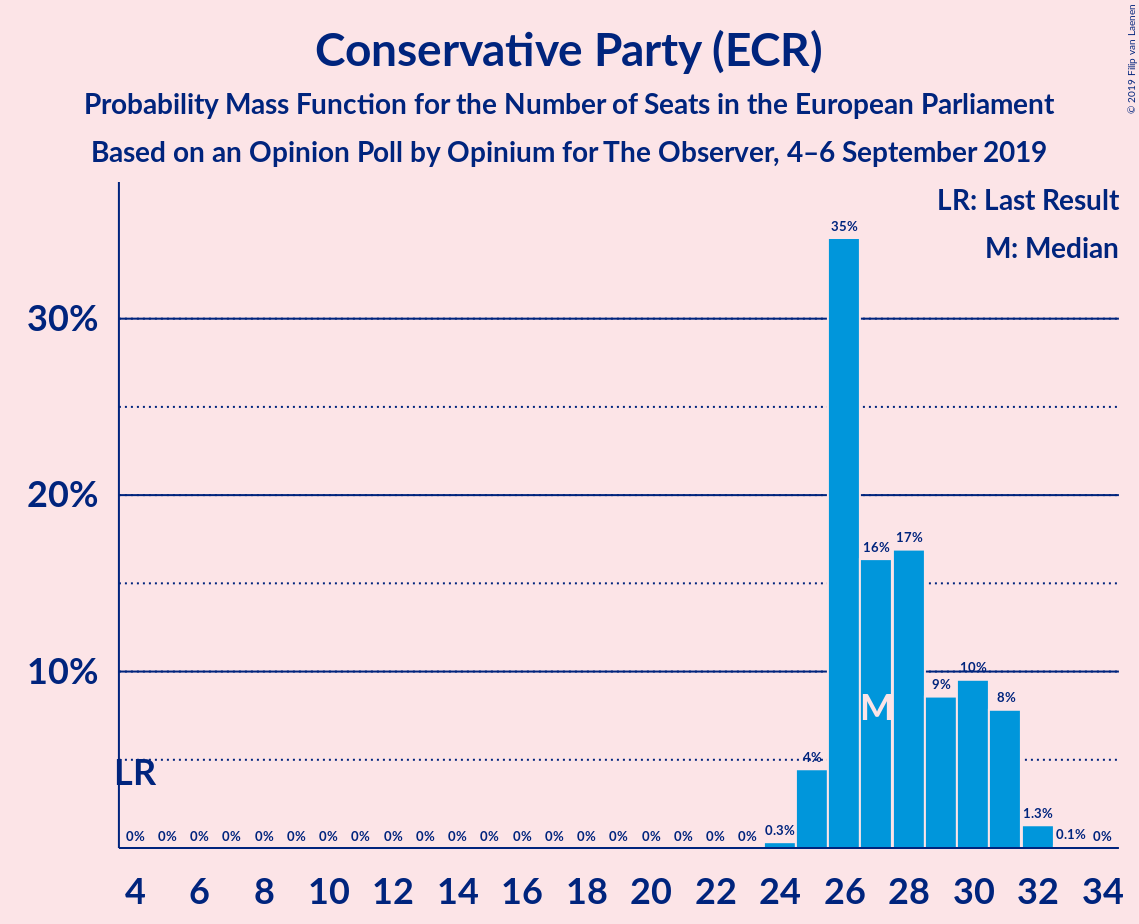 Conservative Party (ECR)
Probability Mass Function for the Number of Seats in the European Parliament
Based on an Opinion Poll by Opinium for The Observer, 4–6 September 2019
© 2019 Filip van Laenen
LR: Last Result
M: Median
35%
30%
20%
17%
16%
10%
10%
9%
8%
M
4%
LR
1.3%
0% 0% 0% 0% 0% 0% 0% 0% 0% 0% 0% 0% 0% 0% 0% 0% 0% 0% 0% 0% 0.3% 0.1% 0%
4 6 8 10 12 14 16 18 20 22 24 26 28 30 32 34